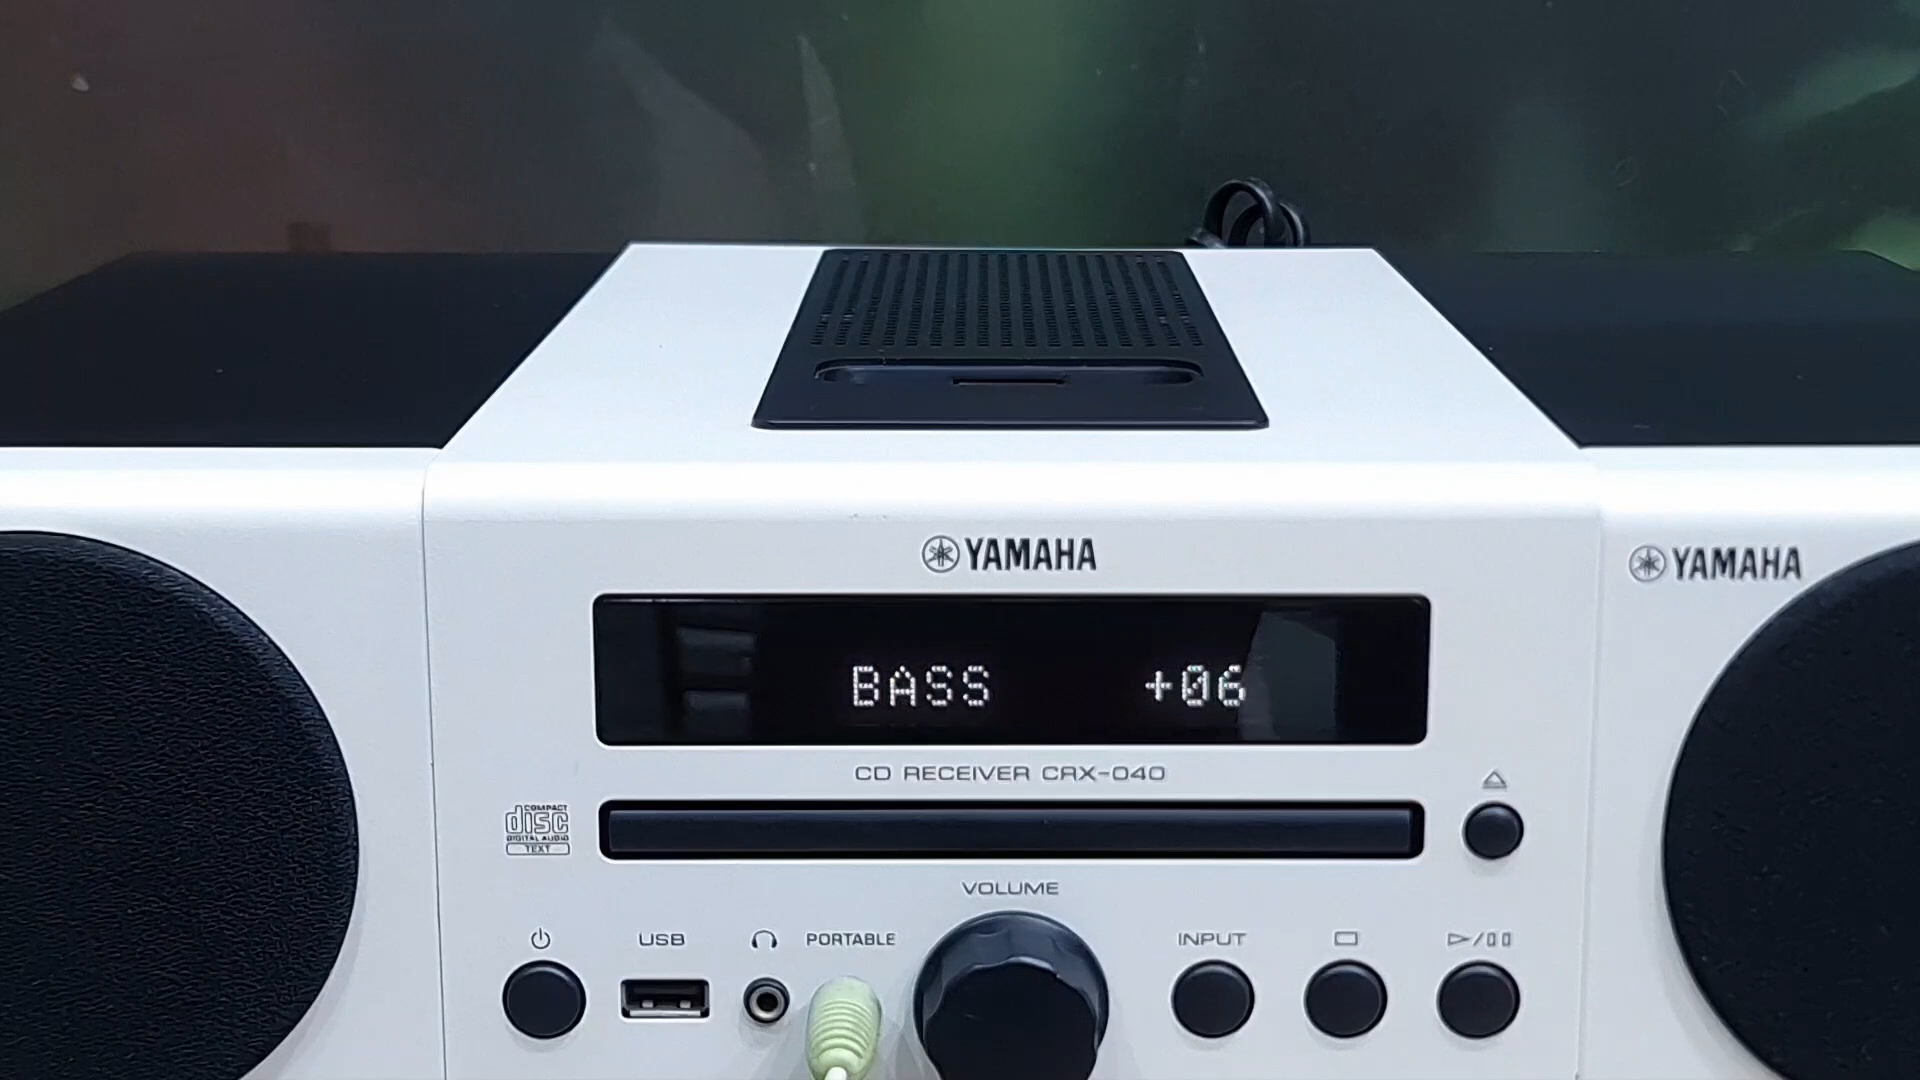 YAMAHA
YAMAHA
BASS +06
CD RECEIVER CRX-040
COMPACT
disc
DIGITAL AUDIO
TEXT
VOLUME
USB
PORTABLE
INPUT